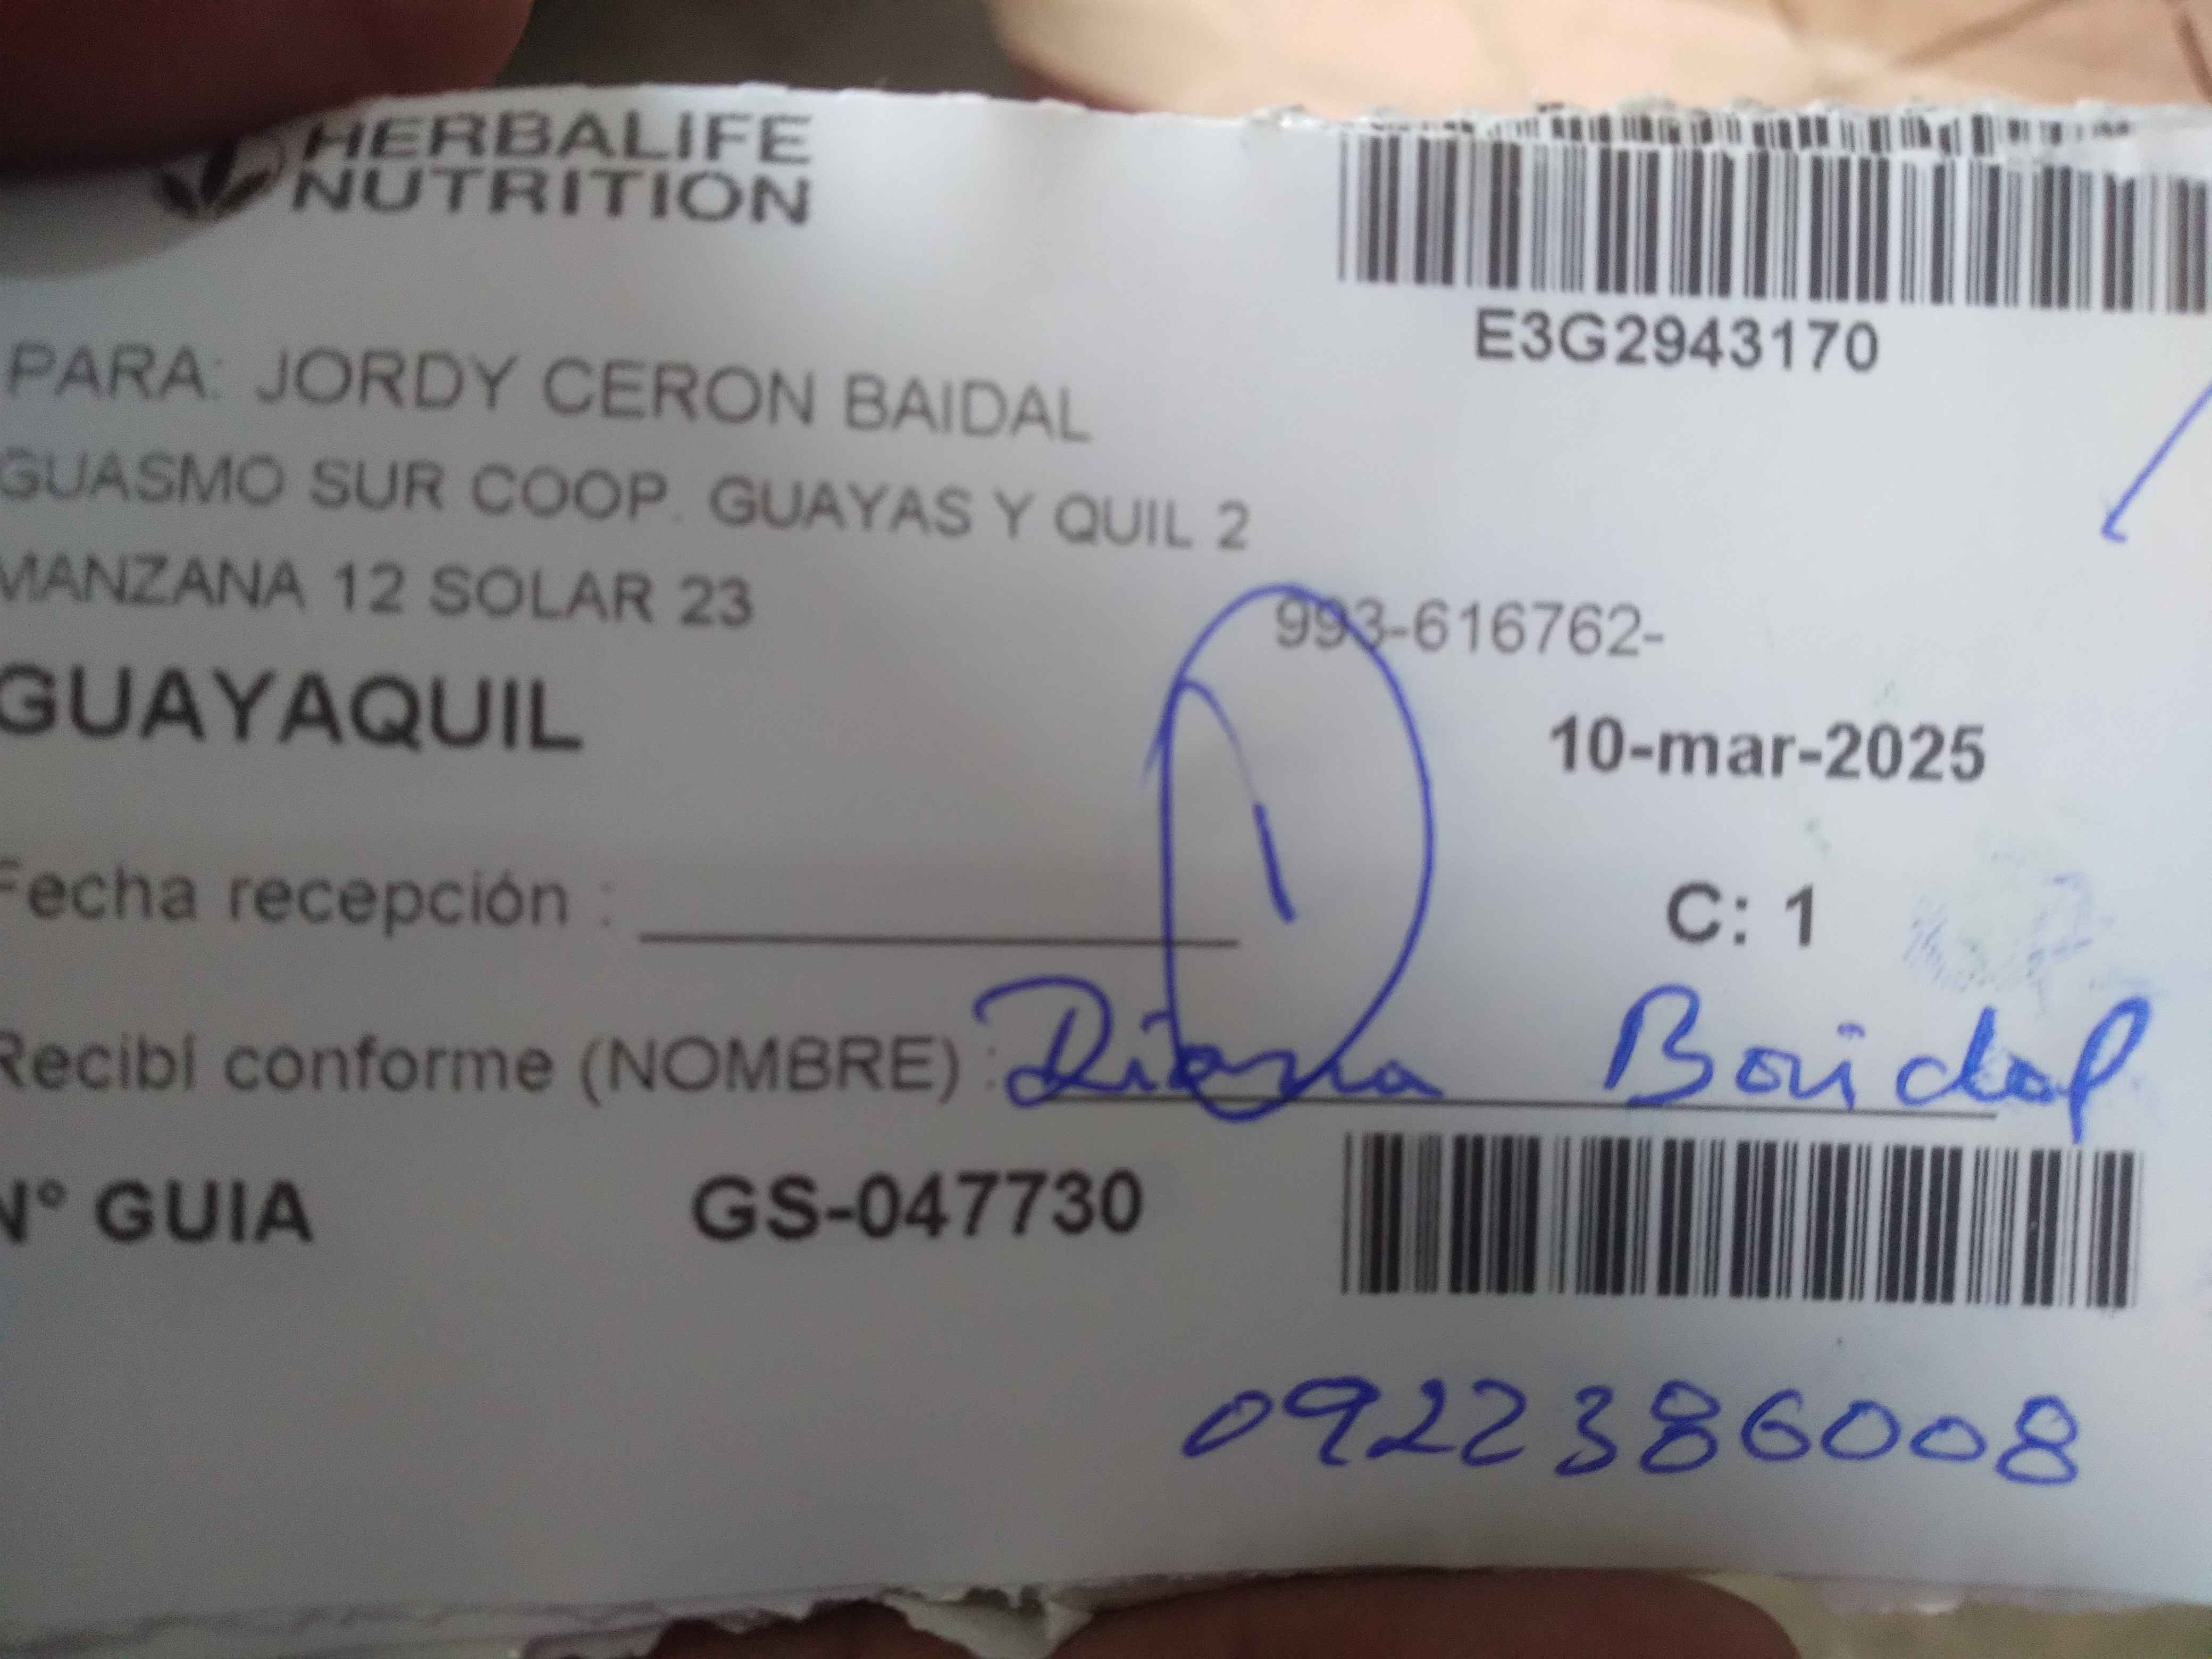 HERBALIFE
NUTRITION
E3G2943170
PARA: JORDY CERON BAIDAL
GUASMO SUR COOP. GUAYAS Y QUIL 2
MANZANA 12 SOLAR 23
993-616762-
GUAYAQUIL
10-mar-2025
Fecha recepción :
C: 1
Recibí conforme (NOMBRE) : Diana Baidal
N° GUIA GS-047730
0922386008